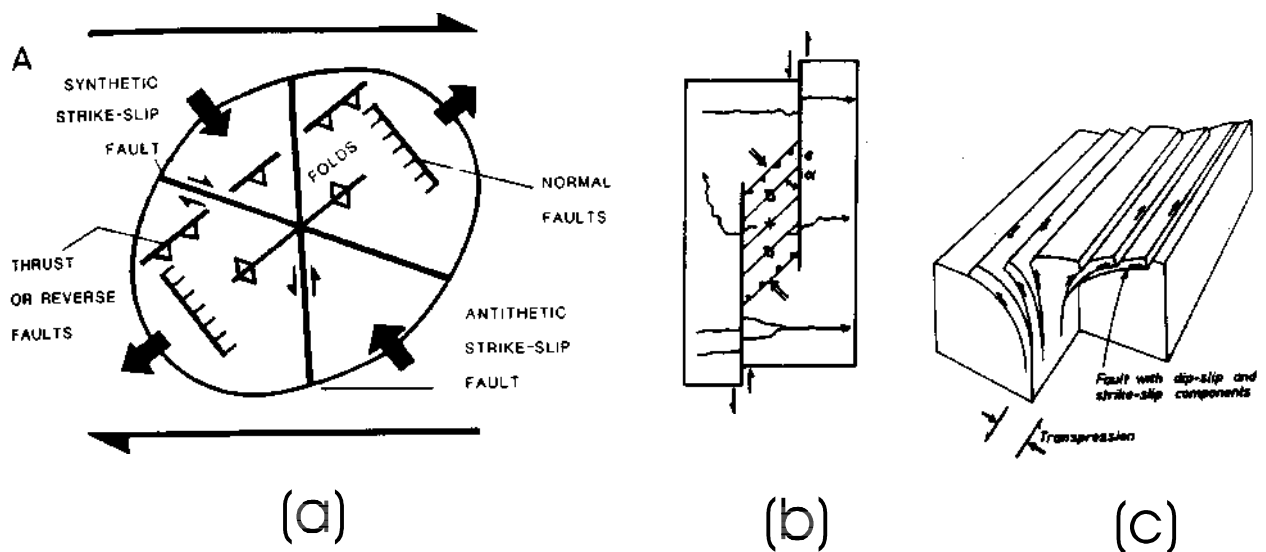 A
SYNTHETIC
STRIKE-SLIP
FAULT
FOLDS
NORMAL
FAULTS
THRUST
OR REVERSE
FAULTS
ANTITHETIC
STRIKE-SLIP
FAULT
α
Fault with dip-slip and
strike-slip components
Transpression
(a)
(b)
(c)